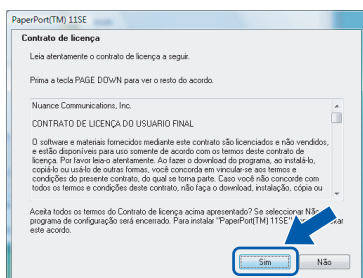 PaperPort(TM) 11SE
Contrato de licença
Leia atentamente o contrato de licença a seguir.
Prima a tecla PAGE DOWN para ver o resto do acordo.
Nuance Communications, Inc.
CONTRATO DE LICENÇA DO USUARIO FINAL
O software e materiais fornecidos mediante este contrato são licenciados e não vendidos,
e estão disponíveis para uso somente de acordo com os termos deste contrato de
licença. Por favor leia-o atentamente. Ao fazer o download do programa, ao instalá-lo,
copiá-lo ou usá-lo de outras formas, você concorda em vincular-se aos termos e
condições do presente contrato, do qual se torna parte. Caso você não concorde com
todos os termos e condições deste contrato, não faça o download, instalação, cópia ou
Aceita todos os termos do Contrato de licença acima apresentado? Se seleccionar Não
programa de configuração será encerrado. Para instalar "PaperPort(TM) 11SE"
este acordo.
Sim
Não